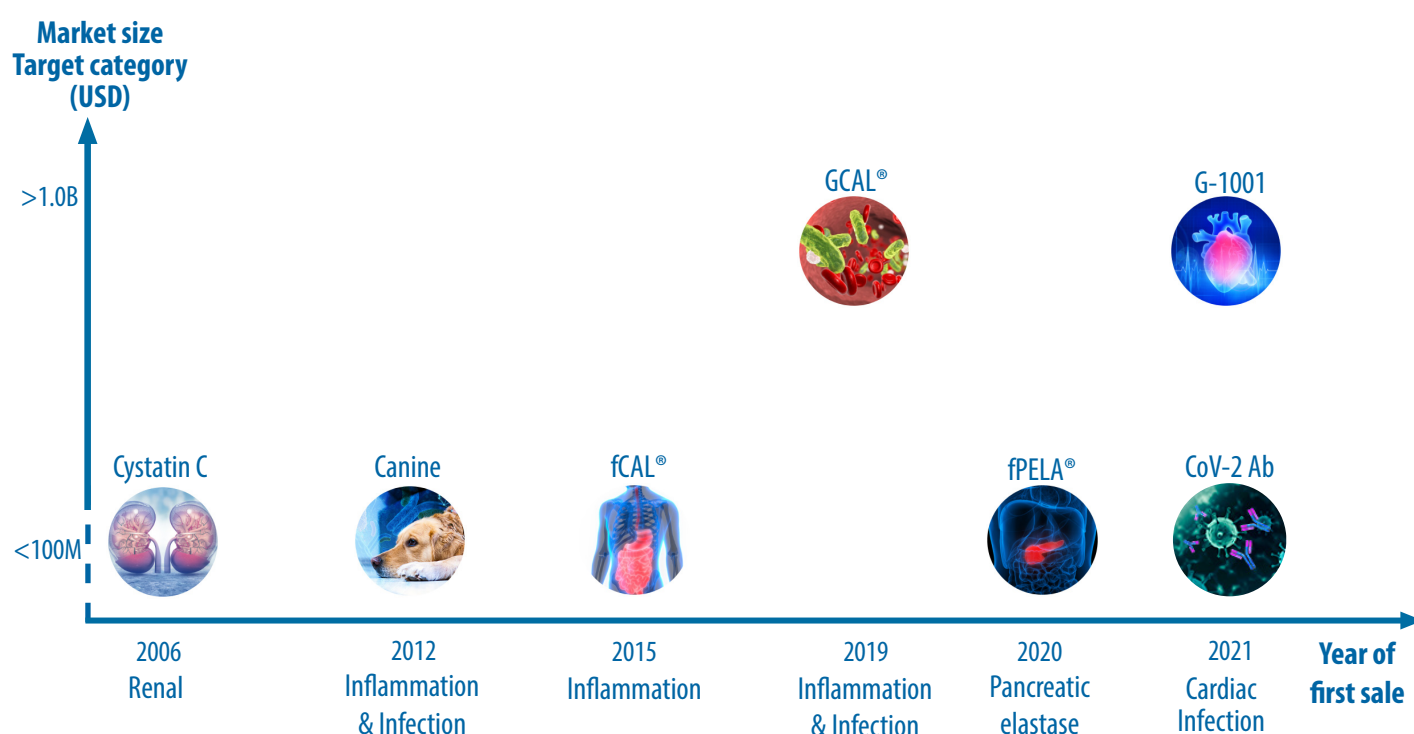 Market size
Target category
(USD)
>1.0B
GCAL®
G-1001
Cystatin C
Canine
fCAL®
fPELA®
CoV-2 Ab
<100M
2006
Renal
2012
Inflammation
& Infection
2015
Inflammation
2019
Inflammation
& Infection
2020
Pancreatic
elastase
2021
Cardiac
Infection
Year of
first sale